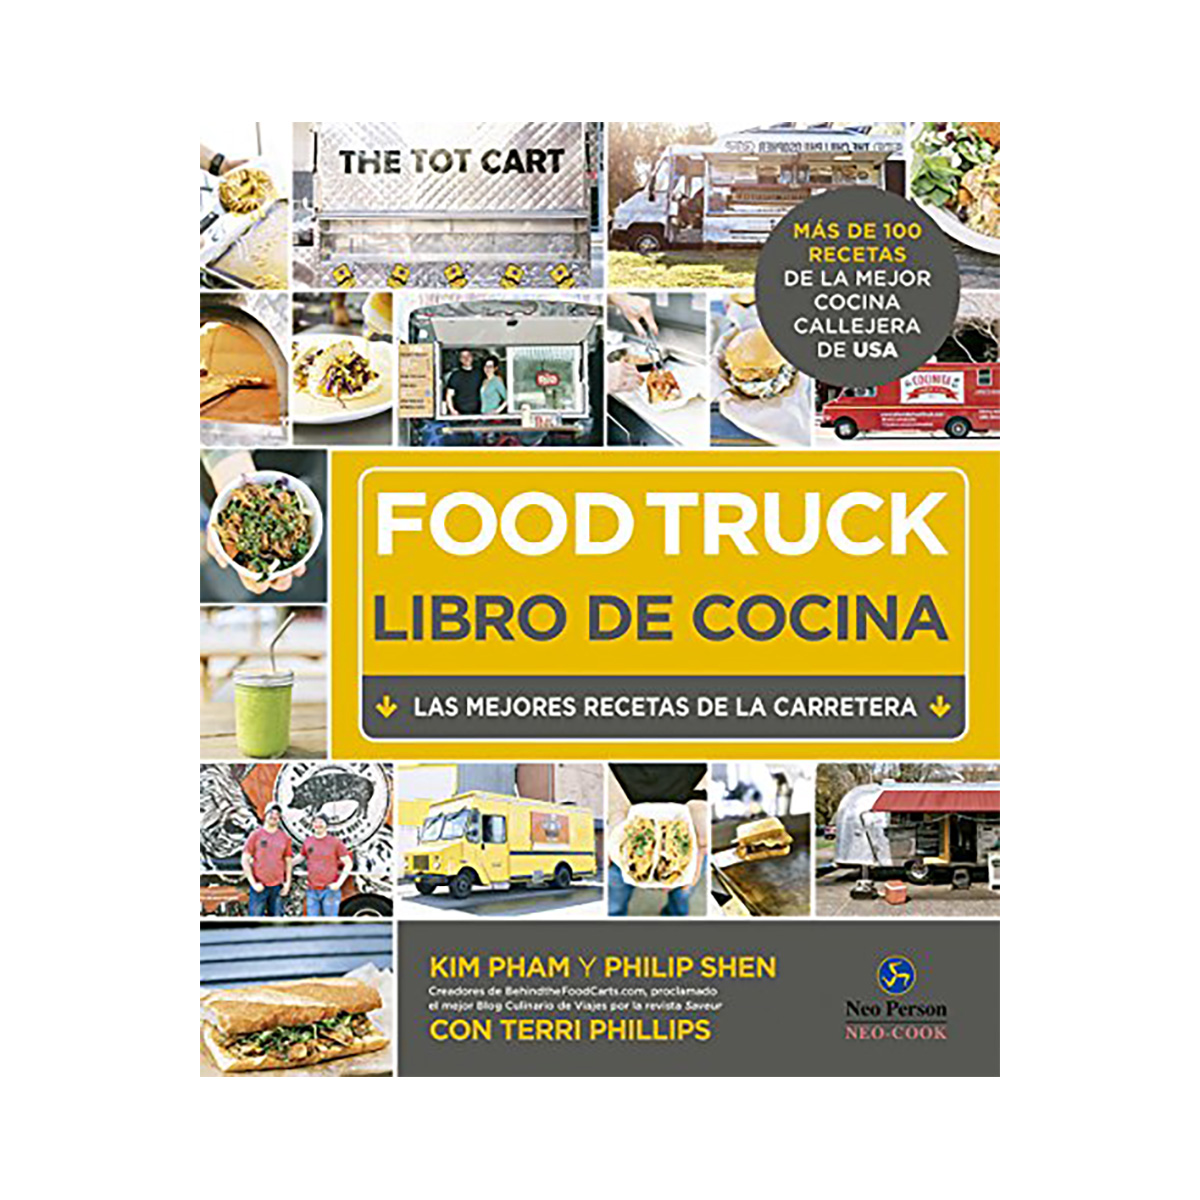 THE TOT CART
MÁS DE 100
RECETAS
DE LA MEJOR
COCINA
CALLEJERA
DE USA
COCINITA
FOOD TRUCK
LIBRO DE COCINA
LAS MEJORES RECETAS DE LA CARRETERA
KIM PHAM Y PHILIP SHEN
Creadores de BehindtheFoodCarts.com, proclamado
el mejor Blog Culinario de Viajes por la revista Saveur
CON TERRI PHILLIPS
Neo Person
NEO-COOK